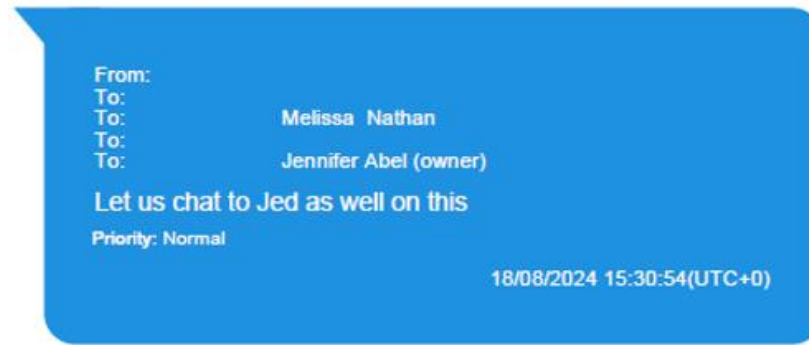 From:
To:
To: Melissa Nathan
To:
To: Jennifer Abel (owner)
Let us chat to Jed as well on this
Priority: Normal
18/08/2024 15:30:54(UTC+0)